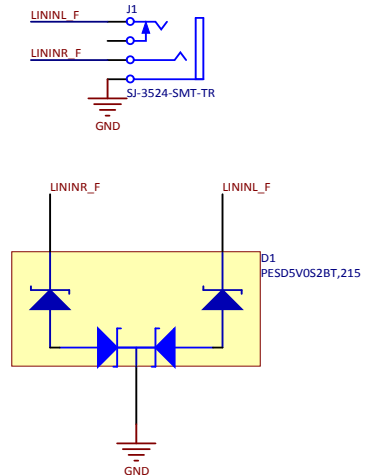 J1
LININL_F
LININR_F
SJ-3524-SMT-TR
GND
LININR_F
LININL_F
D1
PESD5V0S2BT,215
GND